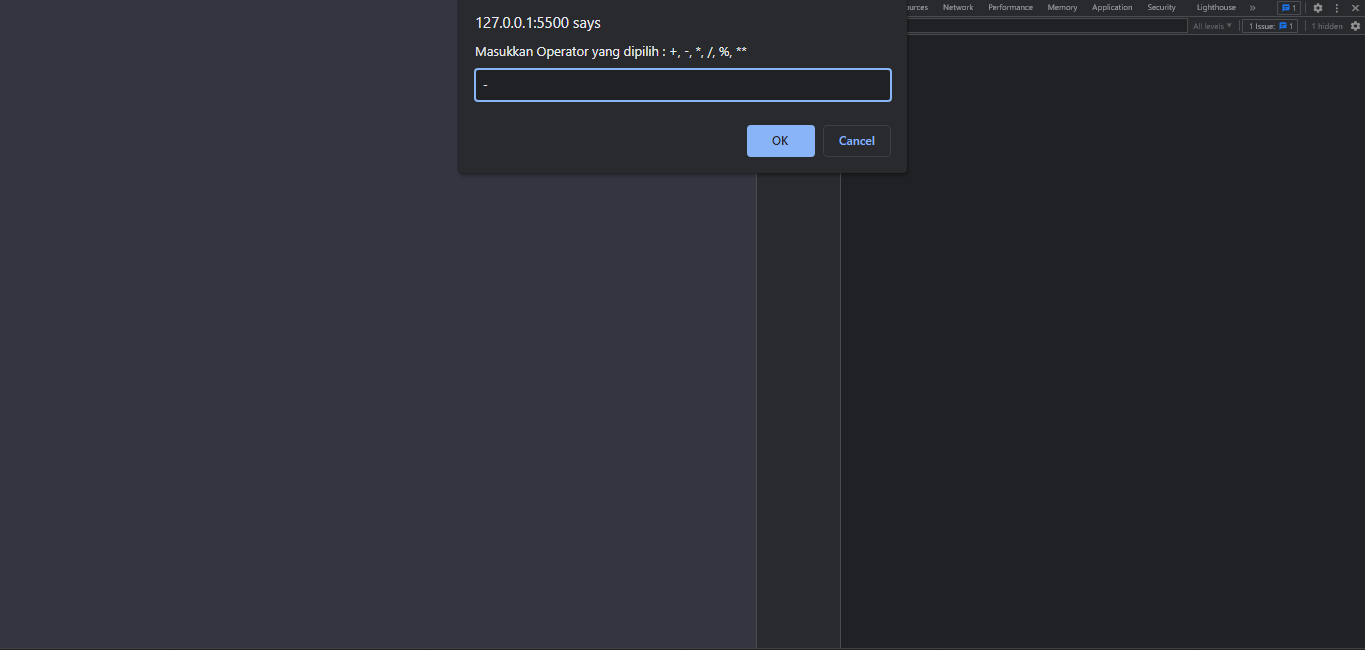 127.0.0.1:5500 says
Masukkan Operator yang dipilih : +, -, *, /, %, **
-
OK Cancel
Network Performance Memory Application Security Lighthouse » 1
All levels 1 Issue: 1 1 hidden